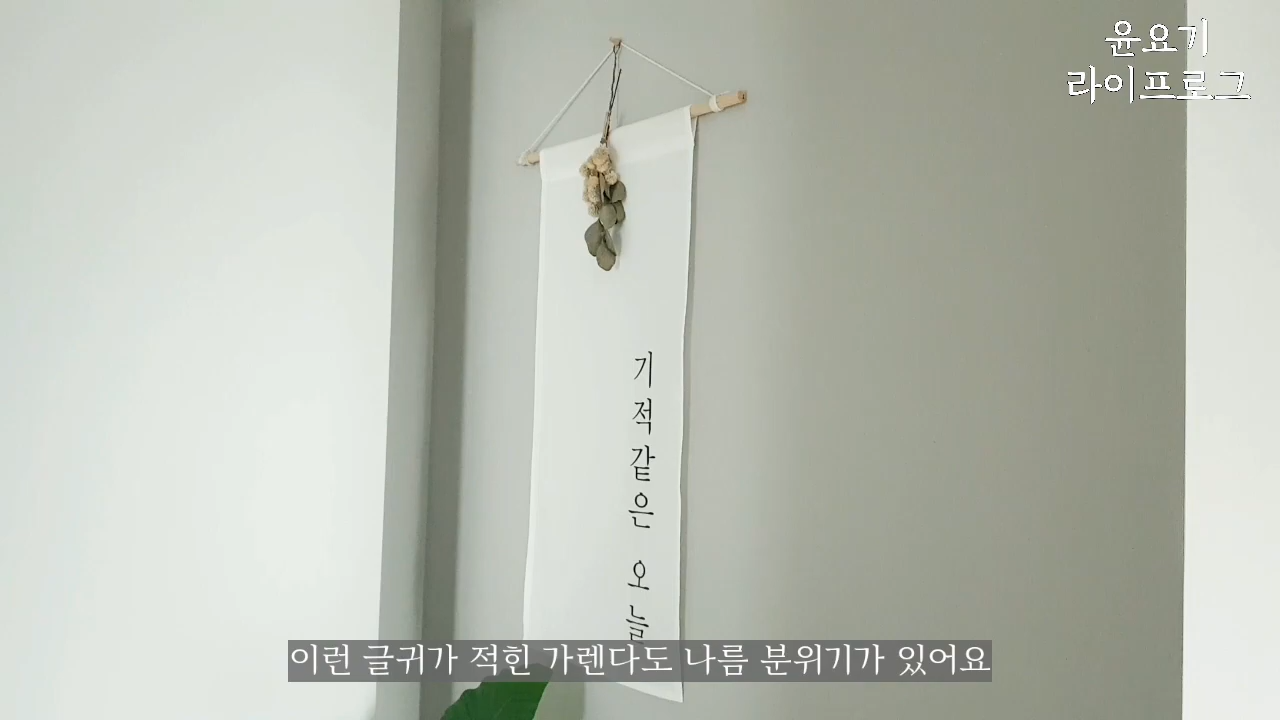 윤요기
라이프로그
기적같은 오늘
이런 글귀가 적힌 가렌다도 나름 분위기가 있어요